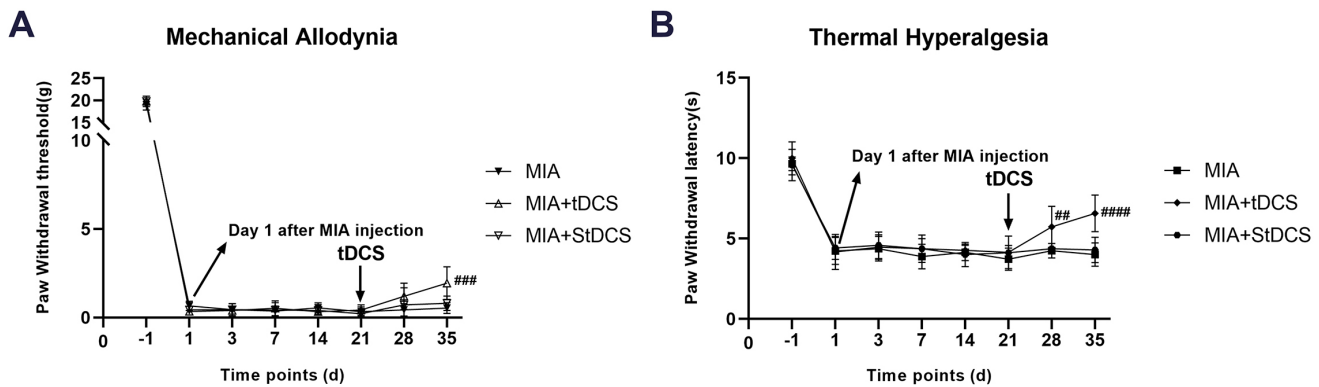 A
Mechanical Allodynia
Paw Withdrawal threshold(g)
25
20
15
10
5
0
0 -1 1 3 7 14 21 28 35
Time points (d)
Day 1 after MIA injection
tDCS
###
MIA
MIA+tDCS
MIA+StDCS
B
Thermal Hyperalgesia
Paw Withdrawal latency(s)
15
10
5
0
0 -1 1 3 7 14 21 28 35
Time points (d)
Day 1 after MIA injection
tDCS
##
####
MIA
MIA+tDCS
MIA+StDCS